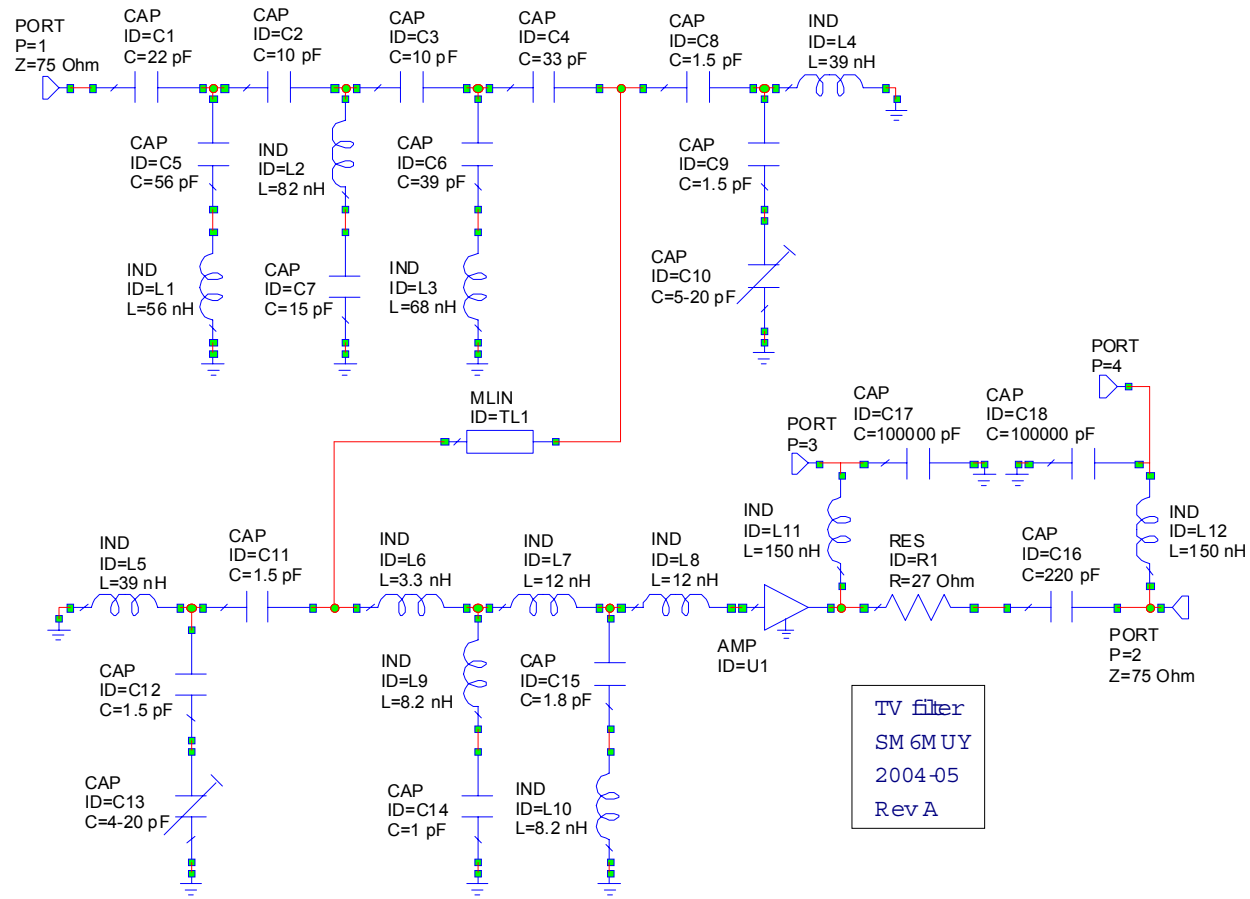 PORT
P=1
Z=75 Ohm
CAP
ID=C1
C=22 pF
CAP
ID=C2
C=10 pF
CAP
ID=C3
C=10 pF
CAP
ID=C4
C=33 pF
CAP
ID=C8
C=1.5 pF
IND
ID=L4
L=39 nH
CAP
ID=C5
C=56 pF
IND
ID=L2
L=82 nH
CAP
ID=C6
C=39 pF
CAP
ID=C9
C=1.5 pF
IND
ID=L1
L=56 nH
CAP
ID=C7
C=15 pF
IND
ID=L3
L=68 nH
CAP
ID=C10
C=5-20 pF
MLIN
ID=TL1
PORT
P=3
CAP
ID=C17
C=100000 pF
CAP
ID=C18
C=100000 pF
PORT
P=4
IND
ID=L11
L=150 nH
IND
ID=L12
L=150 nH
IND
ID=L5
L=39 nH
CAP
ID=C11
C=1.5 pF
IND
ID=L6
L=3.3 nH
IND
ID=L7
L=12 nH
IND
ID=L8
L=12 nH
AMP
ID=U1
RES
ID=R1
R=27 Ohm
CAP
ID=C16
C=220 pF
PORT
P=2
Z=75 Ohm
CAP
ID=C12
C=1.5 pF
IND
ID=L9
L=8.2 nH
CAP
ID=C15
C=1.8 pF
CAP
ID=C13
C=4-20 pF
CAP
ID=C14
C=1 pF
IND
ID=L10
L=8.2 nH
TV filter
SM6MUY
2004-05
Rev A